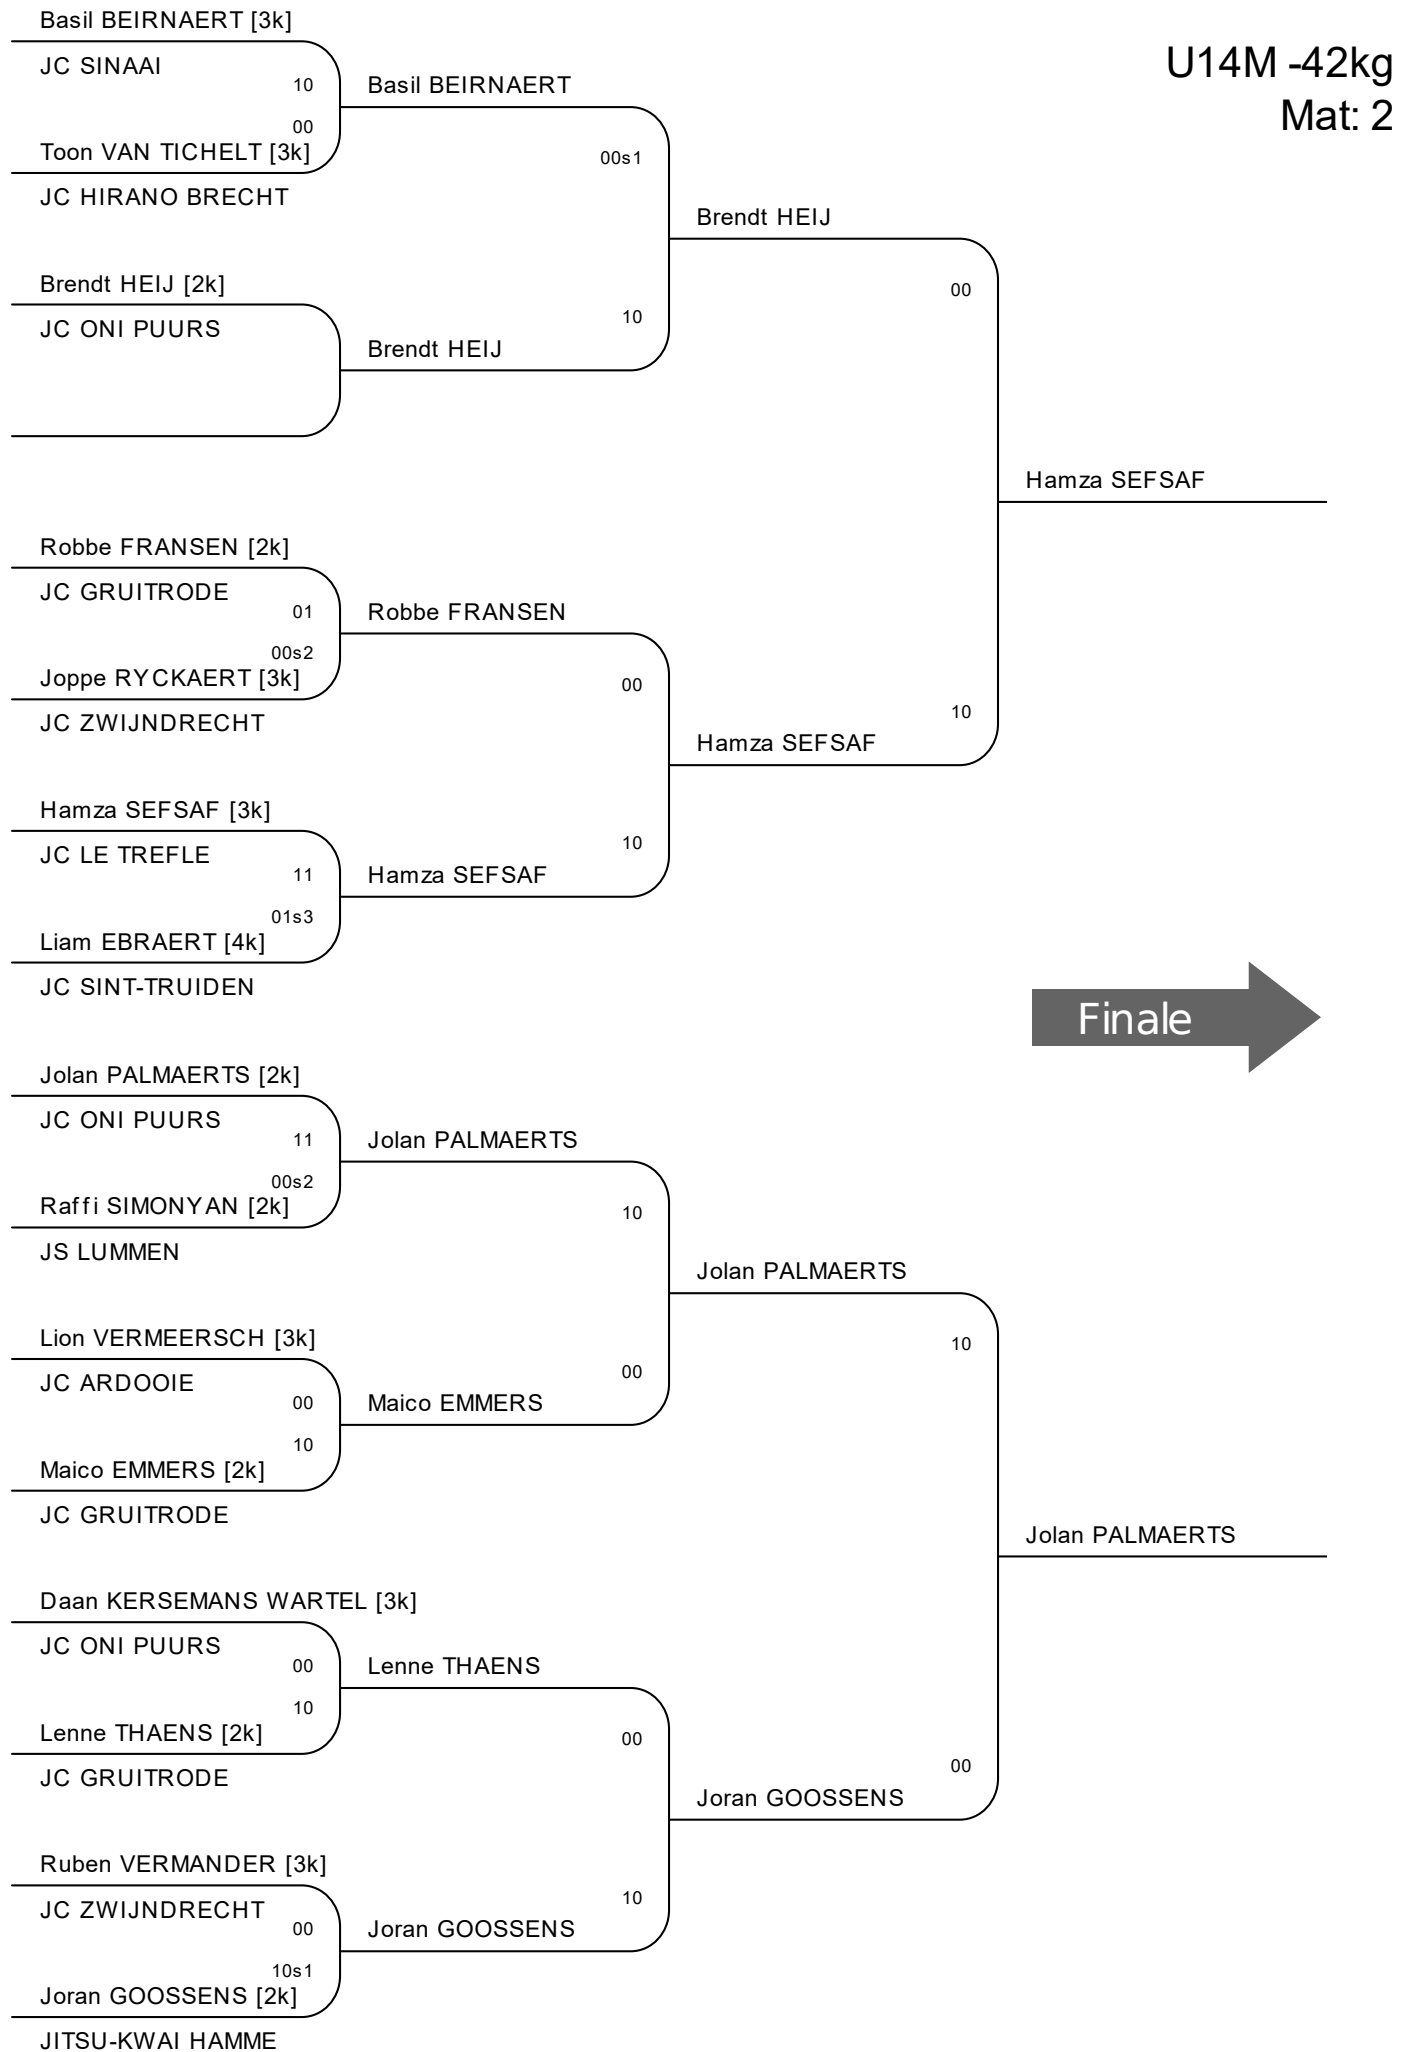 Basil BEIRNAERT [3k]
JC SINAAI
10
00
Toon VAN TICHELT [3k]
JC HIRANO BRECHT
Brendt HEIJ [2k]
JC ONI PUURS
Robbe FRANSEN [2k]
JC GRUITRODE
01
00s2
Joppe RYCKAERT [3k]
JC ZWIJNDRECHT
Hamza SEFSAF [3k]
JC LE TREFLE
11
01s3
Liam EBRAERT [4k]
JC SINT-TRUIDEN
Jolan PALMAERTS [2k]
JC ONI PUURS
11
00s2
Raffi SIMONYAN [2k]
JS LUMMEN
Lion VERMEERSCH [3k]
JC ARDOOIE
00
10
Maico EMMERS [2k]
JC GRUITRODE
Daan KERSEMANS WARTEL [3k]
JC ONI PUURS
00
10
Lenne THAENS [2k]
JC GRUITRODE
Ruben VERMANDER [3k]
JC ZWIJNDRECHT
00
10s1
Joran GOOSSENS [2k]
JITSU-KWAI HAMME
Basil BEIRNAERT
00s1
10
Brendt HEIJ
Robbe FRANSEN
00
10
Hamza SEFSAF
Jolan PALMAERTS
10
00
Maico EMMERS
Lenne THAENS
00
10
Joran GOOSSENS
Brendt HEIJ
00
10
Hamza SEFSAF
Jolan PALMAERTS
10
00
Joran GOOSSENS
U14M -42kg
Mat: 2
Hamza SEFSAF
Finale
Jolan PALMAERTS